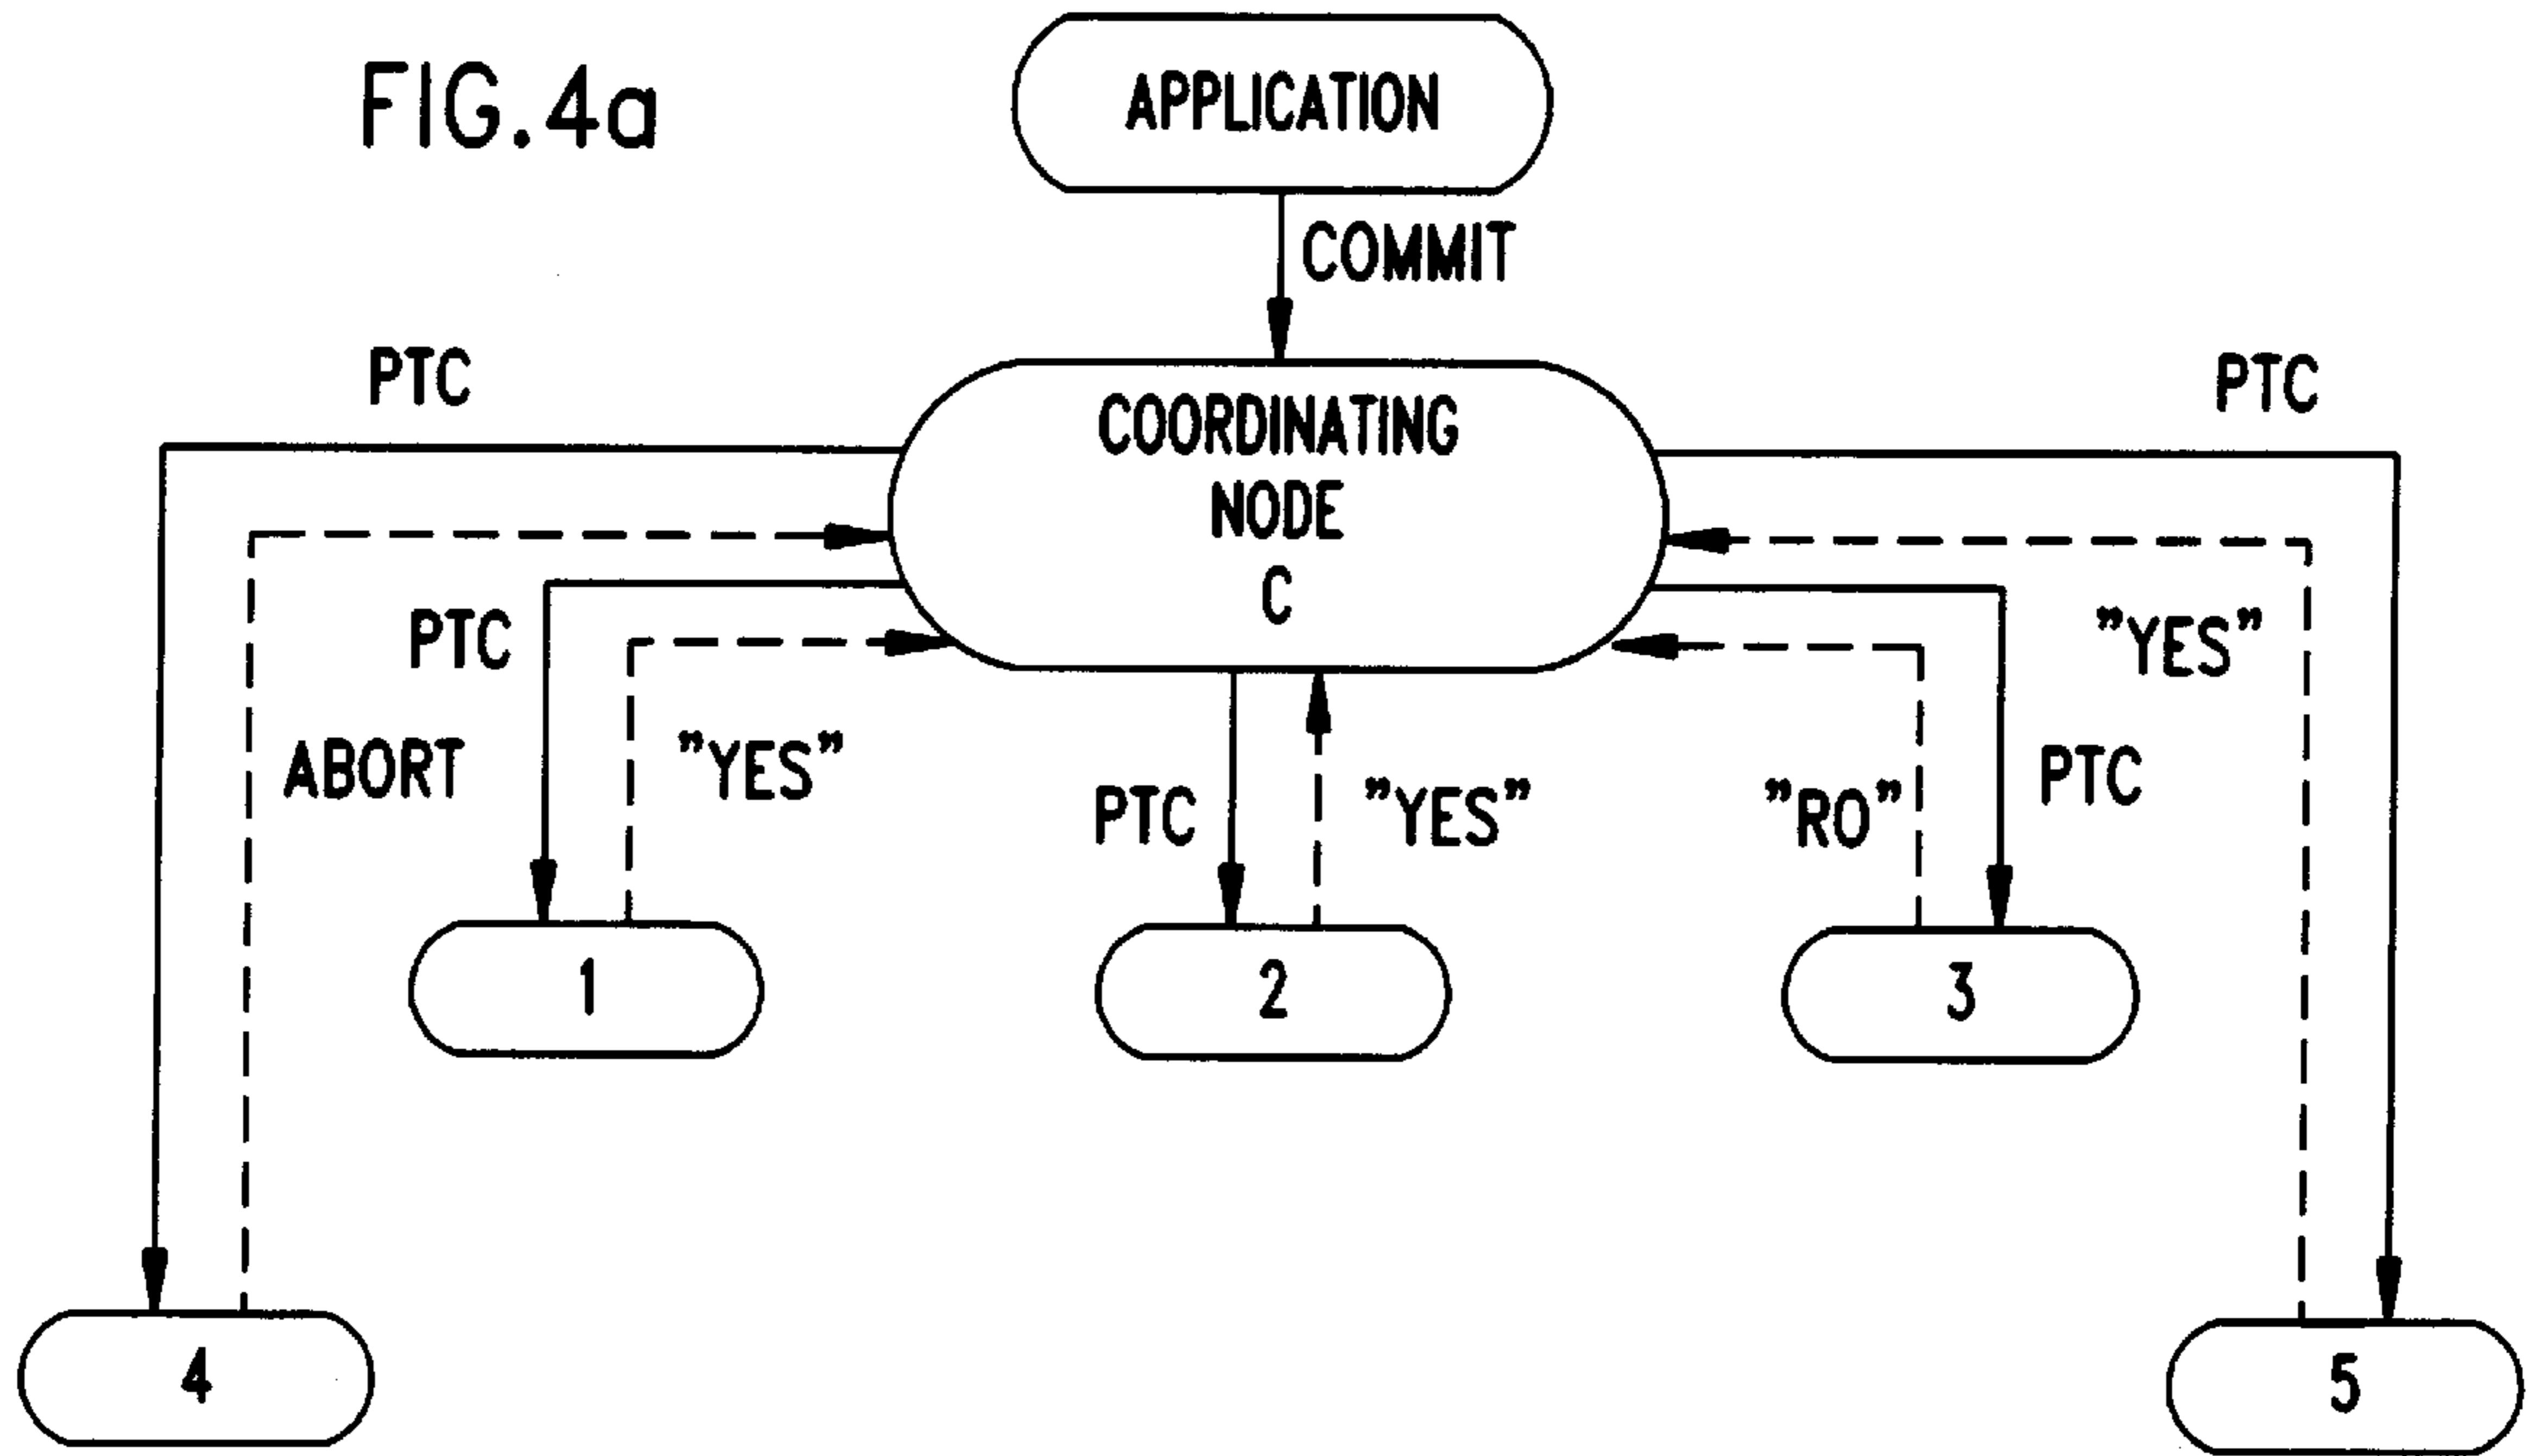 FIG.4a
APPLICATION
COMMIT
PTC
PTC
COORDINATING
NODE
C
PTC
"YES"
ABORT
"YES"
PTC
"YES"
"RO"
PTC
1
2
3
4
5